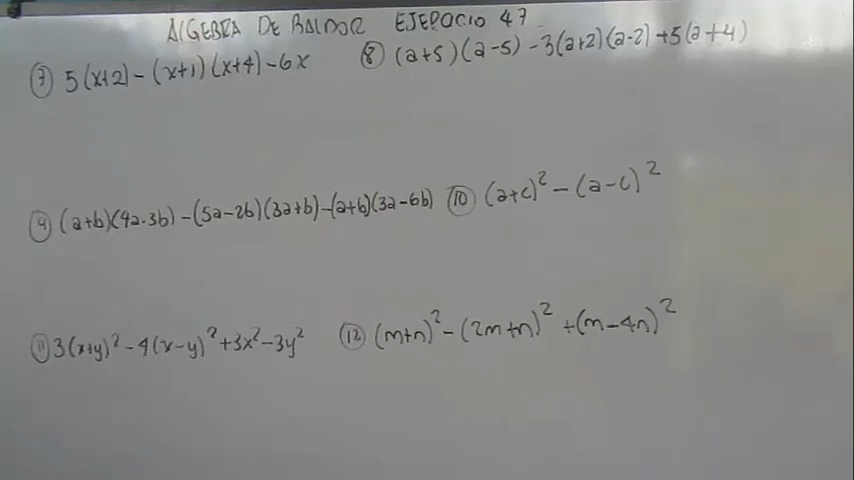 ALGEBRA DE BALDOR EJERCICIO 47
⑦ 5(x+2)-(x+1)(x+4)-6x ⑧ (a+5)(a-5)-3(a+2)(a-2)+5(a+4)
⑨ (a+b)(4a-3b)-(5a-2b)(3a+b)-(a+b)(3a-6b) ⑩ (a+c)²-(a-c)²
⑪ 3(x+y)²-4(x-y)²+3x²-3y² ⑫ (m+n)²-(2m+n)²+(m-4n)²